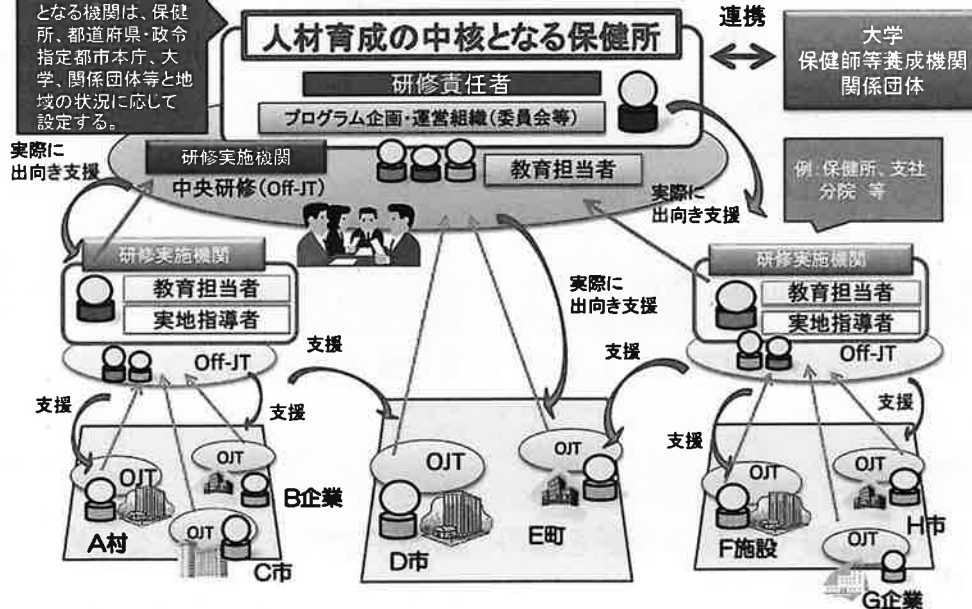 となる機関は、保健
所、都道府県・政令
指定都市本庁、大
学、関係団体等と地
域の状況に応じて
設定する。
人材育成の中核となる保健所
連携
大学
保健師等養成機関
関係団体
研修責任者
プログラム企画・運営組織(委員会等)
実際に
出向き支援
研修実施機関
中央研修(Off-JT)
教育担当者
実際に
出向き支援
例:保健所、支社
分院 等
研修実施機関
教育担当者
実地指導者
Off-JT
実際に
出向き支援
研修実施機関
教育担当者
実地指導者
Off-JT
支援
支援
支援
支援
支援
支援
OJT
A村
OJT
B企業
OJT
C市
OJT
D市
OJT
E町
OJT
F施設
OJT
H市
OJT
G企業